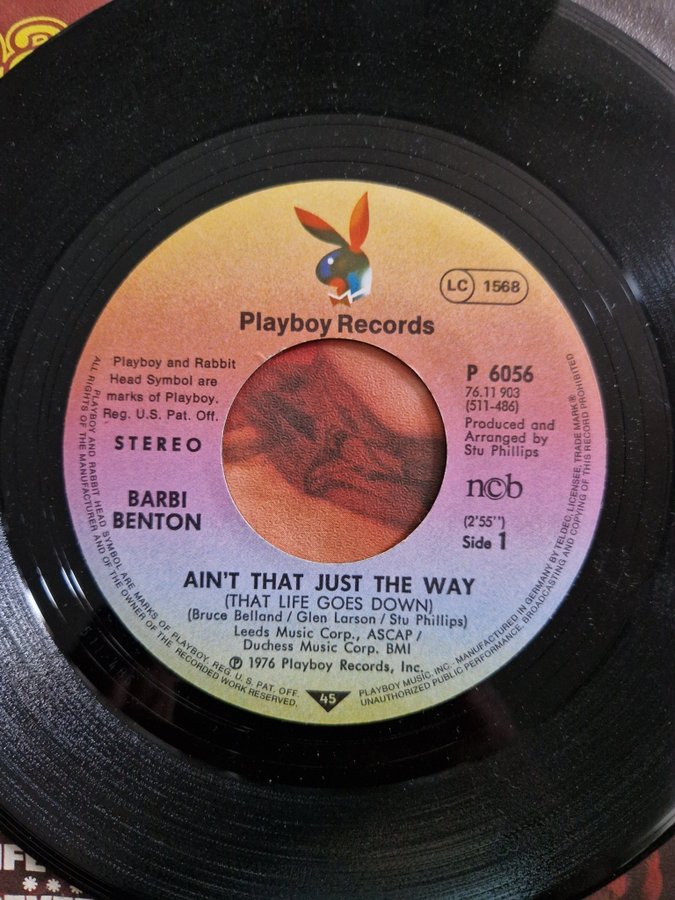 LC 1568
Playboy Records
Playboy and Rabbit
Head Symbol are
marks of Playboy.
Reg. U.S. Pat. Off.
STEREO
BARBI
BENTON
P 6056
76.11 903
(511-486)
Produced and
Arranged by
Stu Phillips
n©b
(2'55'')
Side 1
AIN'T THAT JUST THE WAY
(THAT LIFE GOES DOWN)
(Bruce Belland / Glen Larson / Stu Phillips)
Leeds Music Corp., ASCAP /
Duchess Music Corp. BMI
℗ 1976 Playboy Records, Inc.
45
PLAYBOY AND RABBIT HEAD SYMBOL ARE MARKS OF PLAYBOY. REG. U.S. PAT. OFF.
ALL RIGHTS OF THE MANUFACTURER AND OF THE OWNER OF THE RECORDED WORK RESERVED.
PLAYBOY MUSIC, INC. · MANUFACTURED IN GERMANY BY TELDEC, LICENSEE, TRADE MARK ®
UNAUTHORIZED PUBLIC PERFORMANCE, BROADCASTING AND COPYING OF THIS RECORD PROHIBITED